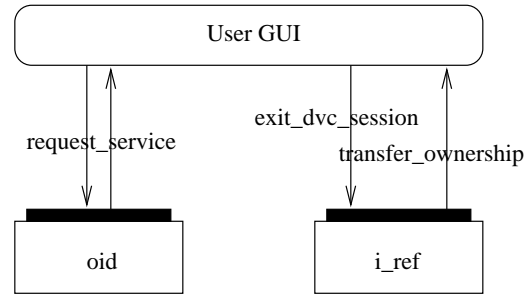 User GUI
exit_dvc_session
request_service
transfer_ownership
oid
i_ref